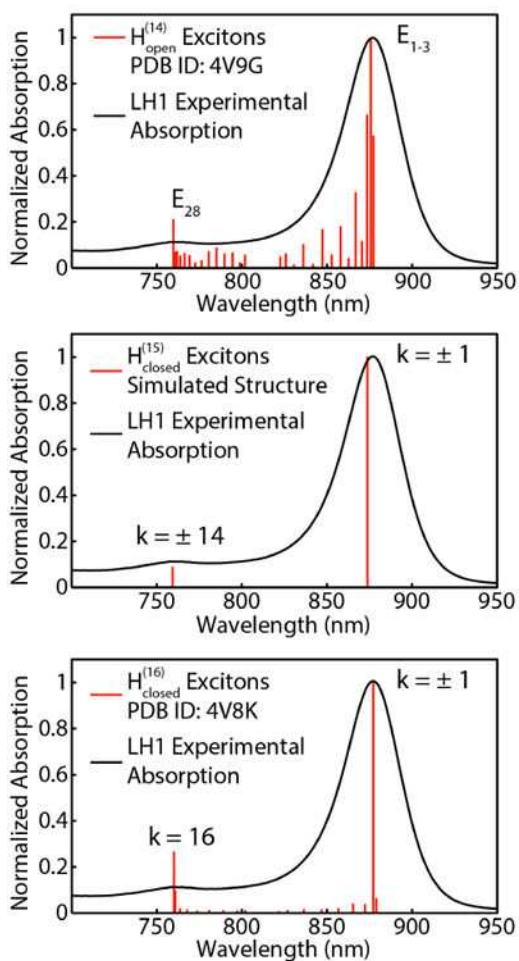 H(14)open Excitons
PDB ID: 4V9G
LH1 Experimental
Absorption
E1-3
E28
Normalized Absorption
1
0.8
0.6
0.4
0.2
0
750 800 850 900 950
Wavelength (nm)
H(15)closed Excitons
Simulated Structure
LH1 Experimental
Absorption
k = ± 1
k = ± 14
Normalized Absorption
1
0.8
0.6
0.4
0.2
0
750 800 850 900 950
Wavelength (nm)
H(16)closed Excitons
PDB ID: 4V8K
LH1 Experimental
Absorption
k = ± 1
k = 16
Normalized Absorption
1
0.8
0.6
0.4
0.2
0
750 800 850 900 950
Wavelength (nm)